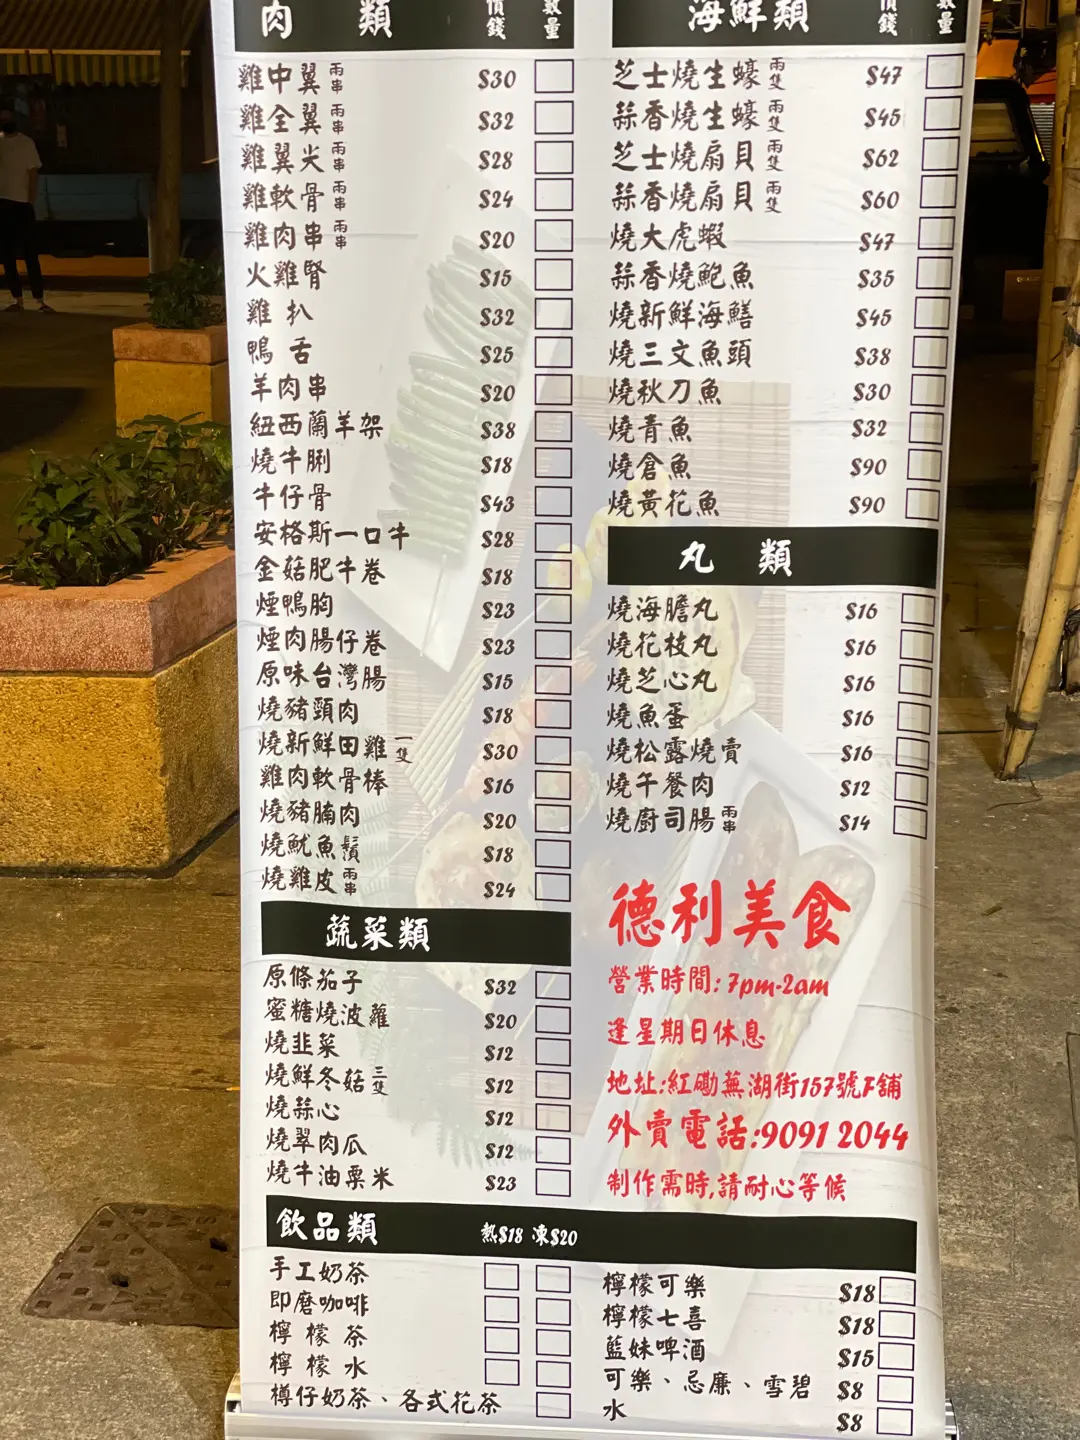 肉 類 價錢 數量
雞中翼 兩串 $30
雞全翼 兩串 $32
雞翼尖 兩串 $28
雞軟骨 兩串 $24
雞肉串 兩串 $20
火雞腎 $15
雞扒 $32
鴨舌 $25
羊肉串 $20
紐西蘭羊架 $38
燒牛脷 $18
牛仔骨 $43
安格斯一口牛 $28
金菇肥牛卷 $18
煙鴨胸 $23
煙肉腸仔卷 $23
原味台灣腸 $15
燒豬頸肉 $18
燒新鮮田雞 一隻 $30
雞肉軟骨棒 $16
燒豬腩肉 $20
燒魷魚鬚 $18
燒雞皮 兩串 $24
蔬菜類
原條茄子 $32
蜜糖燒波蘿 $20
燒韭菜 $12
燒鮮冬菇 三隻 $12
燒蒜心 $12
燒翠肉瓜 $12
燒牛油粟米 $23
海鮮類 價錢 數量
芝士燒生蠔 兩隻 $47
蒜香燒生蠔 兩隻 $45
芝士燒扇貝 兩隻 $62
蒜香燒扇貝 兩隻 $60
燒大虎蝦 $47
蒜香燒鮑魚 $35
燒新鮮海鱔 $45
燒三文魚頭 $38
燒秋刀魚 $30
燒青魚 $32
燒倉魚 $90
燒黃花魚 $90
丸 類
燒海膽丸 $16
燒花枝丸 $16
燒芝心丸 $16
燒魚蛋 $16
燒松露燒賣 $16
燒午餐肉 $12
燒廚司腸 兩串 $14
德利美食
營業時間:7pm-2am
逢星期日休息
地址:紅磡蕪湖街157號F舖
外賣電話:9091 2044
制作需時,請耐心等候
飲品類 熱$18 凍$20
手工奶茶
即磨咖啡
檸檬茶
檸檬水
樽仔奶茶、各式花茶
檸檬可樂 $18
檸檬七喜 $18
藍妹啤酒 $15
可樂、忌廉、雪碧 $8
水 $8